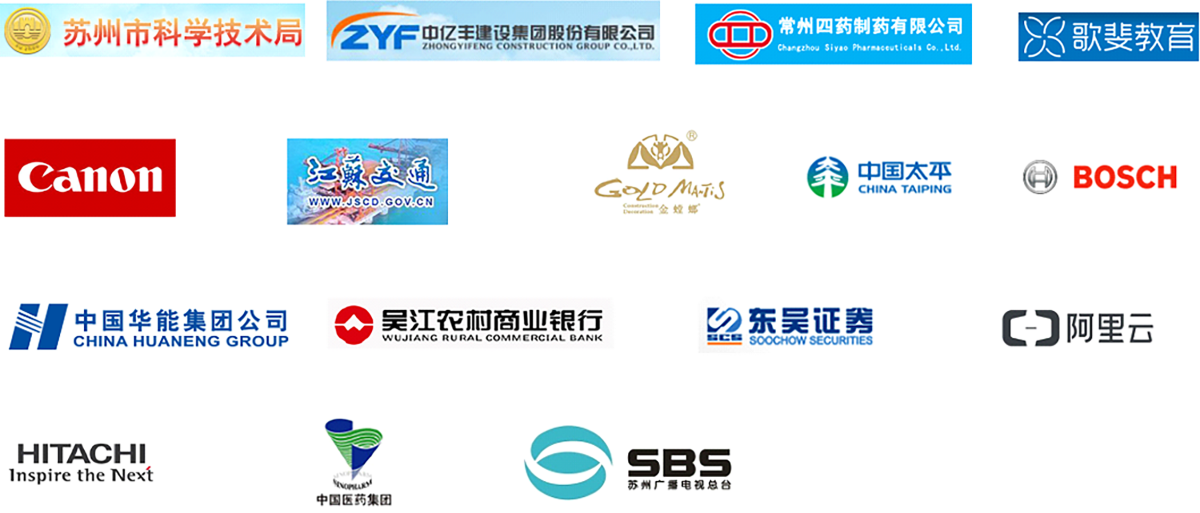 苏州市科学技术局
ZYF 中亿丰建设集团股份有限公司
ZHONGYIFENG CONSTRUCTION GROUP CO.,LTD.
常州四药制药有限公司
Changzhou Siyao Pharmaceuticals Co.,Ltd.
歌斐教育
Canon
江蘇交通
WWW.JSCD.GOV.CN
®
GOLD MANTIS
Construction
Decoration 金螳螂
中国太平
CHINA TAIPING
BOSCH
中国华能集团公司
CHINA HUANENG GROUP
吴江农村商业银行
WUJIANG RURAL COMMERCIAL BANK
SCS
东吴证券
SOOCHOW SECURITIES
阿里云
HITACHI
Inspire the Next
SINOPHARM
中国医药集团
SBS
苏州广播电视总台